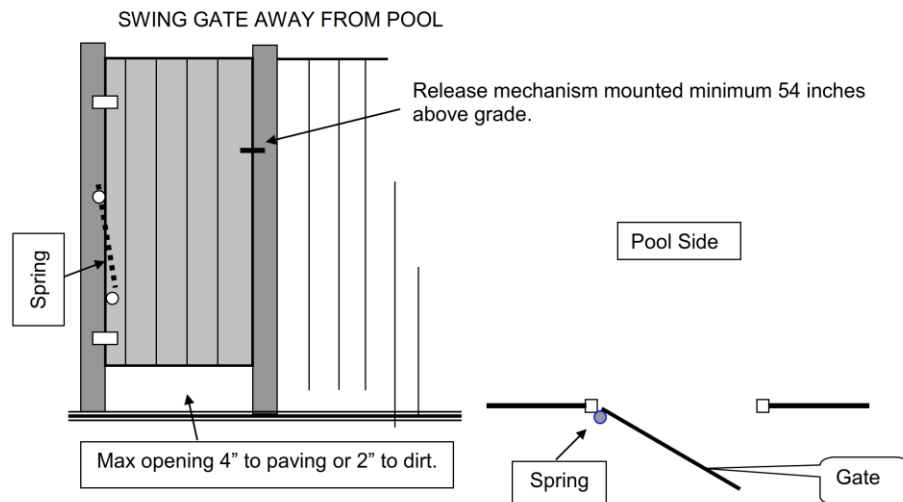 SWING GATE AWAY FROM POOL
Release mechanism mounted minimum 54 inches
above grade.
Pool Side
Spring
Max opening 4” to paving or 2” to dirt.
Spring
Gate